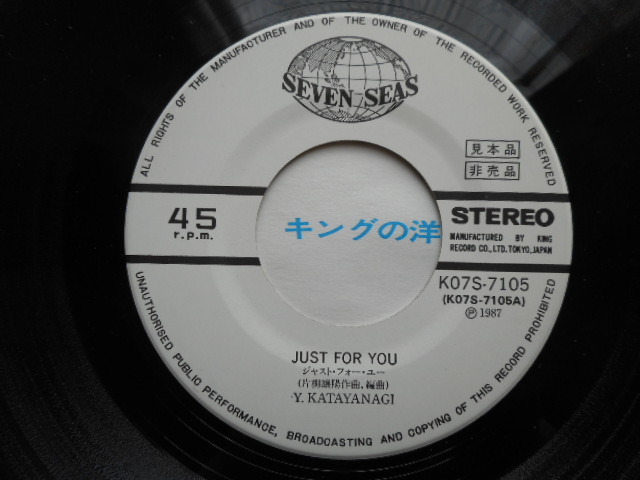 ALL RIGHTS OF THE MANUFACTURER AND OF THE OWNER OF THE RECORDED WORK RESERVED
SEVEN SEAS
見本品
非売品
45
r.p.m.
キングの洋
STEREO
MANUFACTURED BY KING
RECORD CO., LTD. TOKYO, JAPAN
K07S-7105
(K07S-7105A)
Ⓟ 1987
JUST FOR YOU
ジャスト・フォー・ユー
(片柳譲陽作曲、編曲)
Y. KATAYANAGI
UNAUTHORISED PUBLIC PERFORMANCE, BROADCASTING AND COPYING OF THIS RECORD PROHIBITED